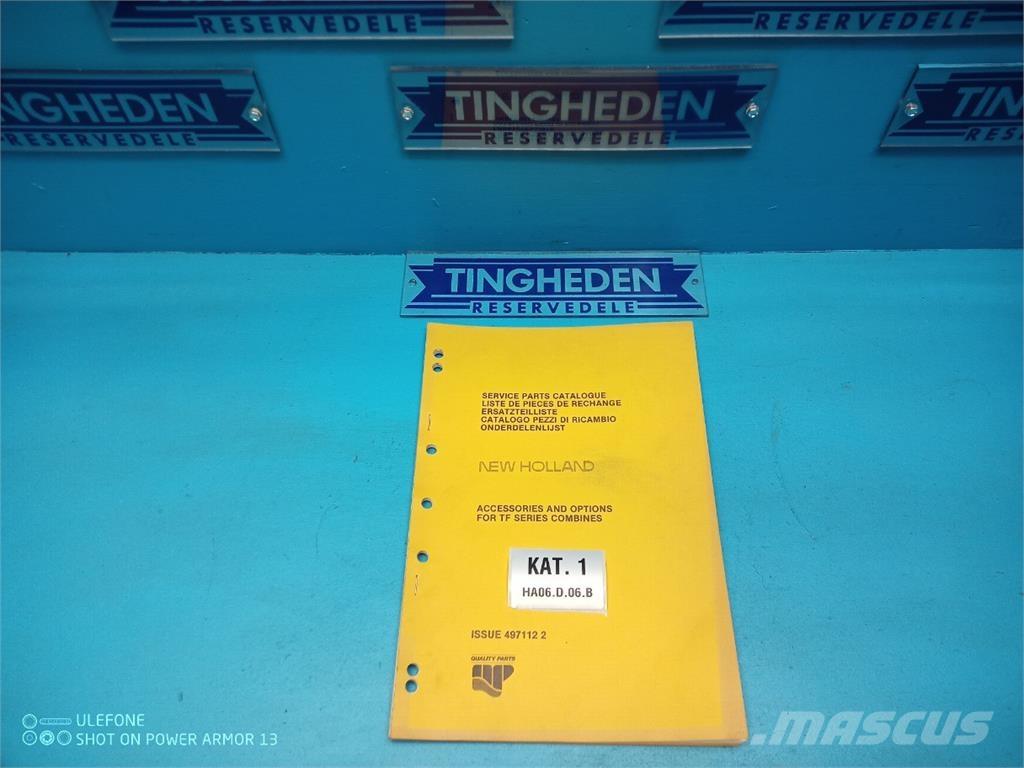 RESERVEDELE
RESERVEDELE
TINGHEDEN
RESERVEDELE
TINGHEDEN
RESERVEDELE
TINGHEDEN
RESERVEDELE
TINGHEDEN
RESERVEDELE
SERVICE PARTS CATALOGUE
LISTE DE PIECES DE RECHANGE
ERSATZTEILLISTE
CATALOGO PEZZI DI RICAMBIO
ONDERDELENLIJST
NEW HOLLAND
ACCESSORIES AND OPTIONS
FOR TF SERIES COMBINES
KAT. 1
HA06.D.06.B
ISSUE 497112 2
QUALITY PARTS
ULEFONE
SHOT ON POWER ARMOR 13
MASCUS